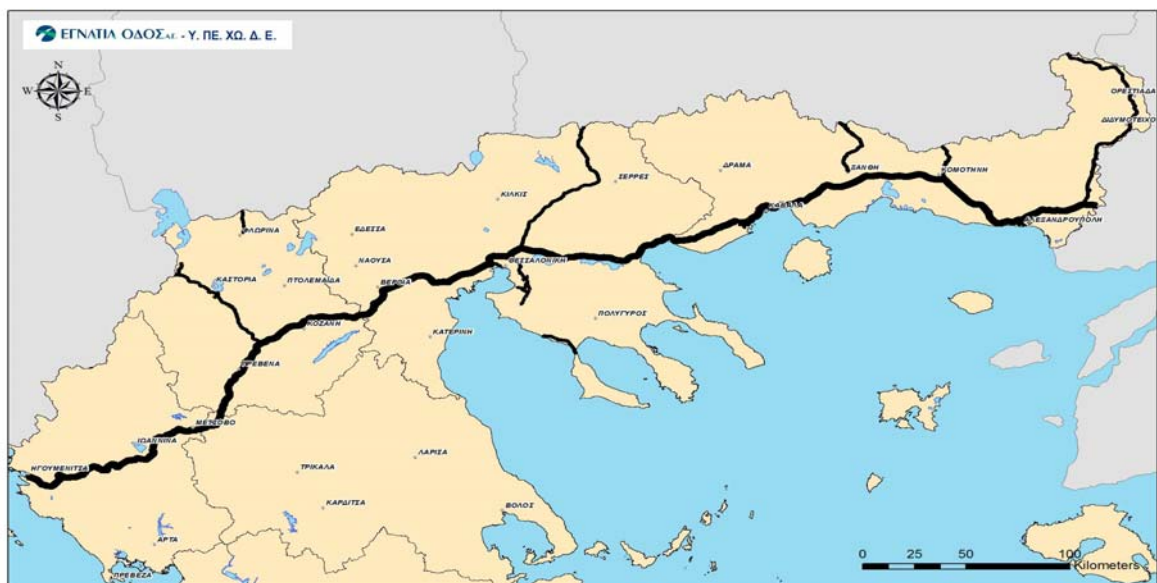 ΕΓΝΑΤΙΑ ΟΔΟΣ Α.Ε. - Υ. ΠΕ. ΧΩ. Δ. Ε.
N
W E
S
ΟΡΕΣΤΙΑΔΑ
ΔΙΔΥΜΟΤΕΙΧΟ
ΞΑΝΘΗ
ΚΟΜΟΤΗΝΗ
ΔΡΑΜΑ
ΣΕΡΡΕΣ
ΚΙΛΚΙΣ
ΚΑΒΑΛΑ
ΑΛΕΞΑΝΔΡΟΥΠΟΛΗ
ΦΛΩΡΙΝΑ
ΕΔΕΣΣΑ
ΝΑΟΥΣΑ
ΘΕΣΣΑΛΟΝΙΚΗ
ΚΑΣΤΟΡΙΑ
ΠΤΟΛΕΜΑΪΔΑ
ΒΕΡΟΙΑ
ΠΟΛΥΓΥΡΟΣ
ΚΟΖΑΝΗ
ΚΑΤΕΡΙΝΗ
ΓΡΕΒΕΝΑ
ΜΕΤΣΟΒΟ
ΙΩΑΝΝΙΝΑ
ΗΓΟΥΜΕΝΙΤΣΑ
ΛΑΡΙΣΑ
ΤΡΙΚΑΛΑ
ΚΑΡΔΙΤΣΑ
ΒΟΛΟΣ
ΑΡΤΑ
ΠΡΕΒΕΖΑ
0 25 50 100
Kilometers